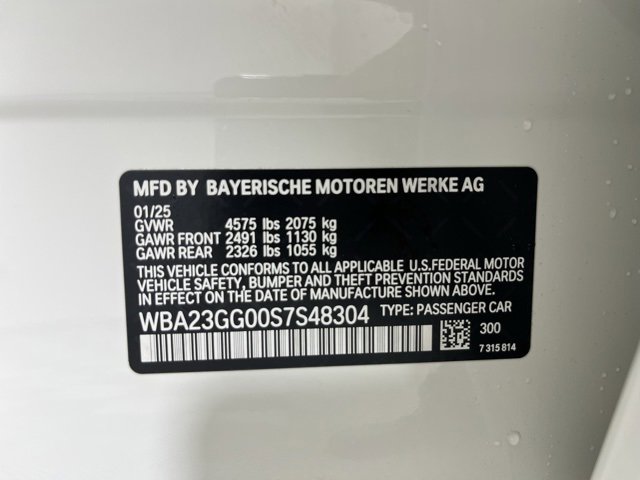 MFD BY BAYERISCHE MOTOREN WERKE AG
01/25
GVWR 4575 lbs 2075 kg
GAWR FRONT 2491 lbs 1130 kg
GAWR REAR 2326 lbs 1055 kg
THIS VEHICLE CONFORMS TO ALL APPLICABLE U.S.FEDERAL MOTOR
VEHICLE SAFETY, BUMPER AND THEFT PREVENTION STANDARDS
IN EFFECT ON THE DATE OF MANUFACTURE SHOWN ABOVE.
WBA23GG00S7S48304 TYPE: PASSENGER CAR
300
7 315 814